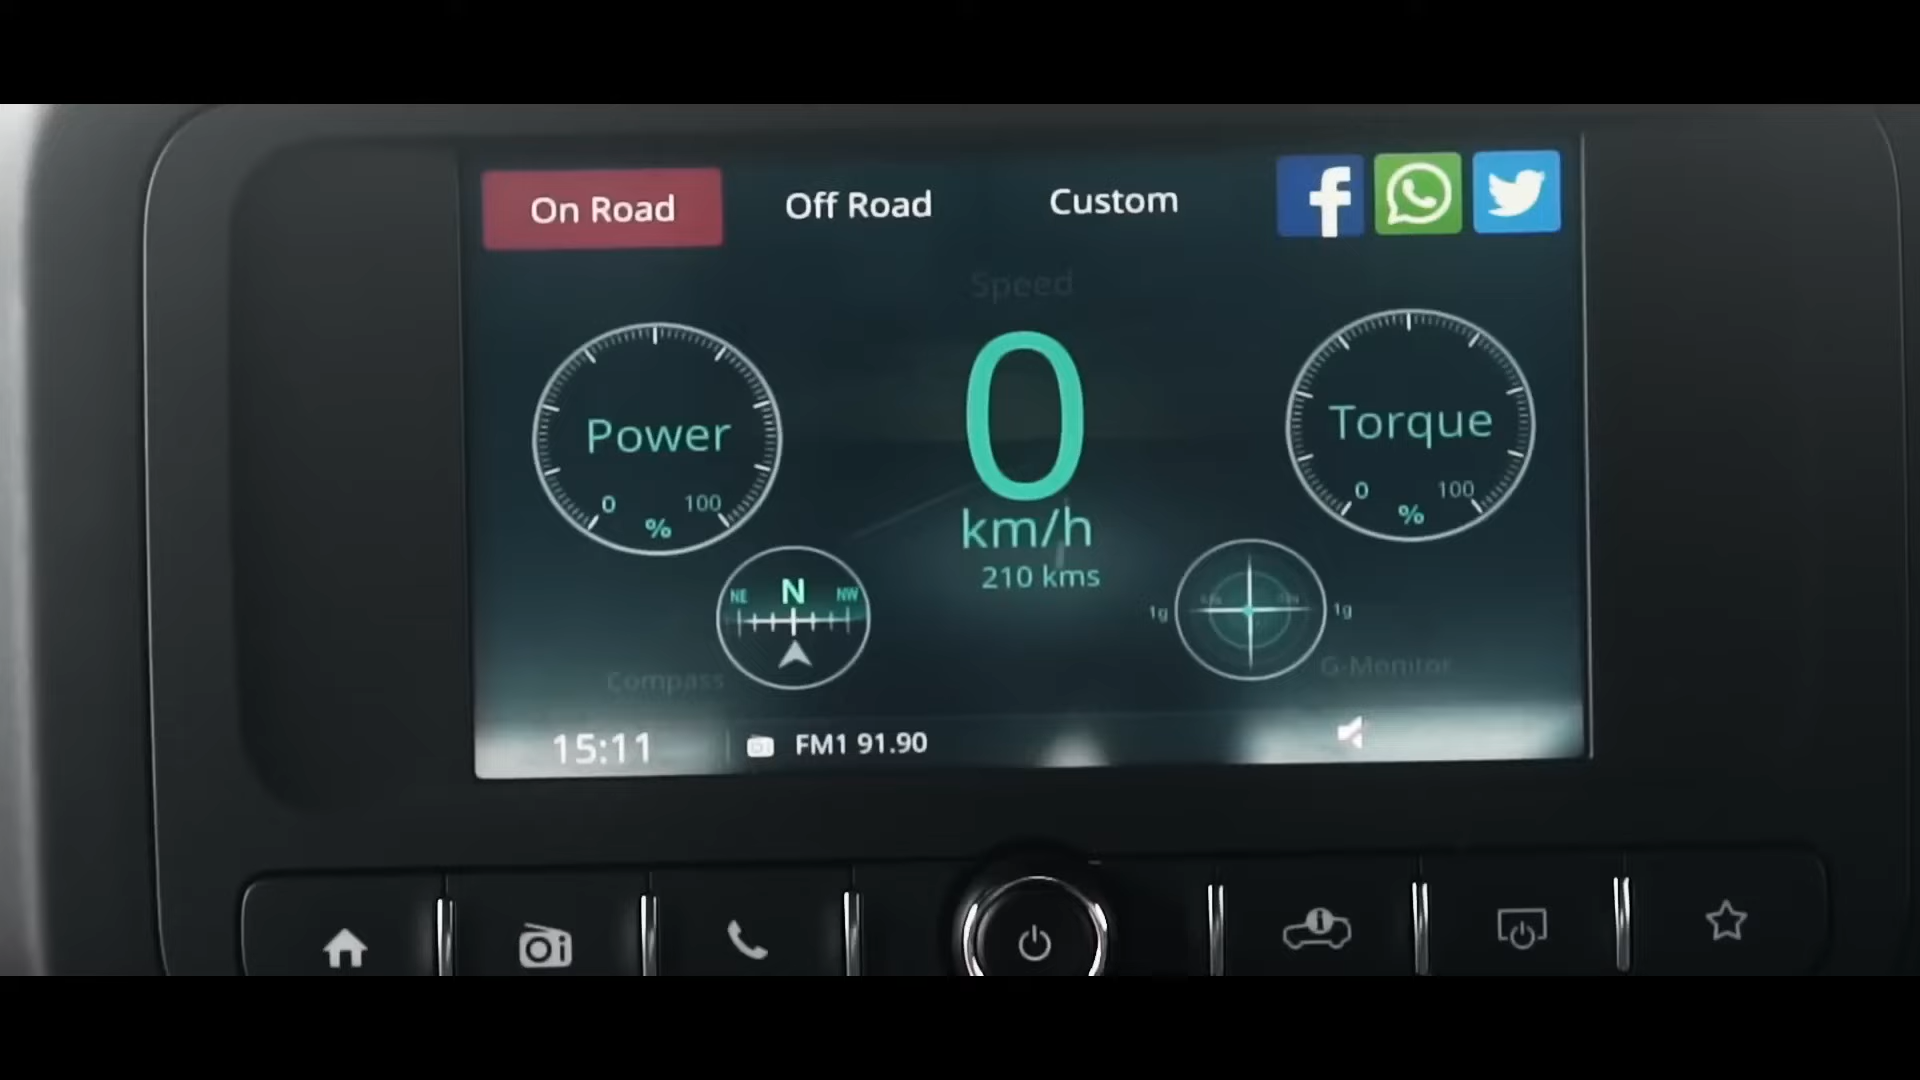 On Road
Off Road
Custom
Speed
Power
0
100
%
0
km/h
210 kms
Torque
0
100
%
NE
N
NW
Compass
1g
1g
G-Monitor
15:11
FM1 91.90